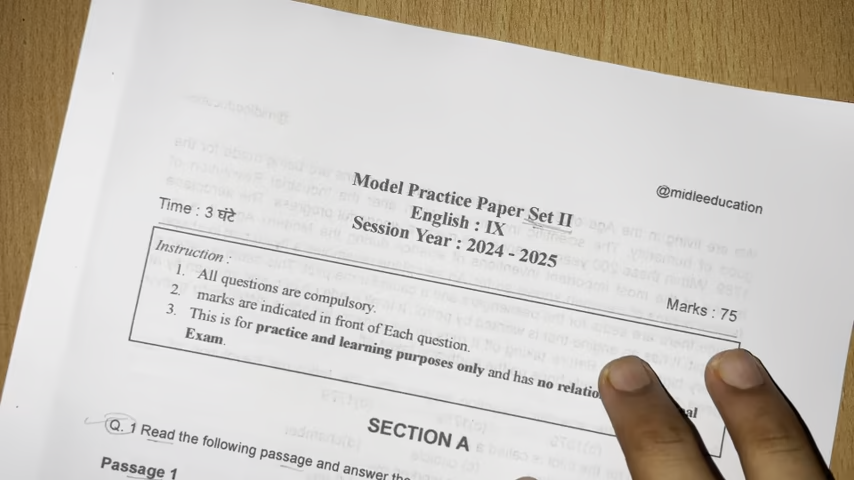 @midleeducation
Model Practice Paper Set II
English : IX
Session Year : 2024 - 2025
Time : 3 घंटे
Marks : 75
Instruction :
1. All questions are compulsory.
2. marks are indicated in front of Each question.
3. This is for practice and learning purposes only and has no
Exam.
SECTION A
Q. 1 Read the following passage and answer the
Passage 1